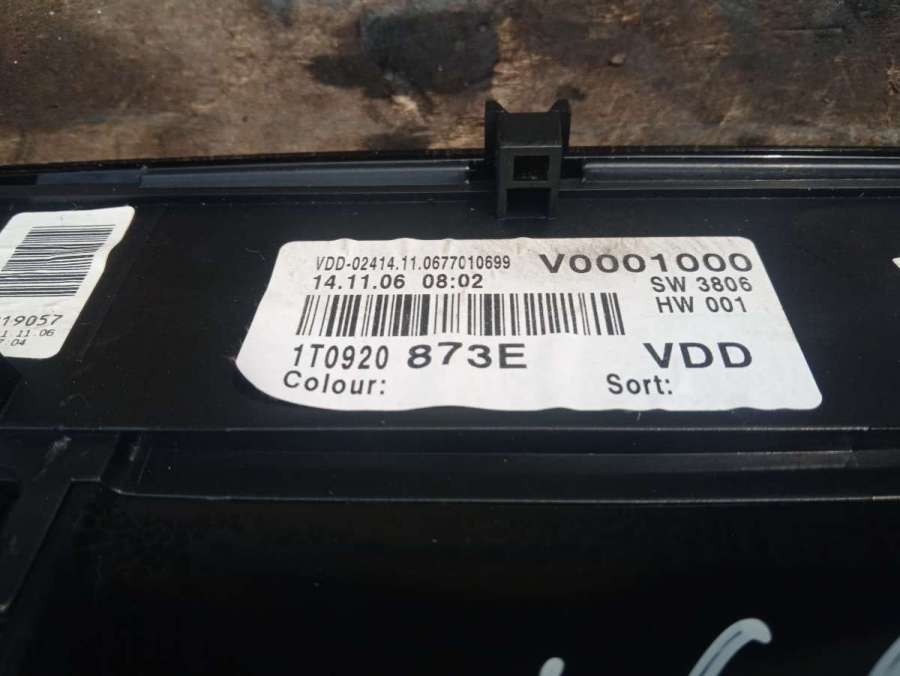 VDD-02414.11.0677010699 V0001000
14.11.06 08:02 SW 3806
HW 001
1T0920 873E VDD
Colour: Sort:
19057
11.06
:04